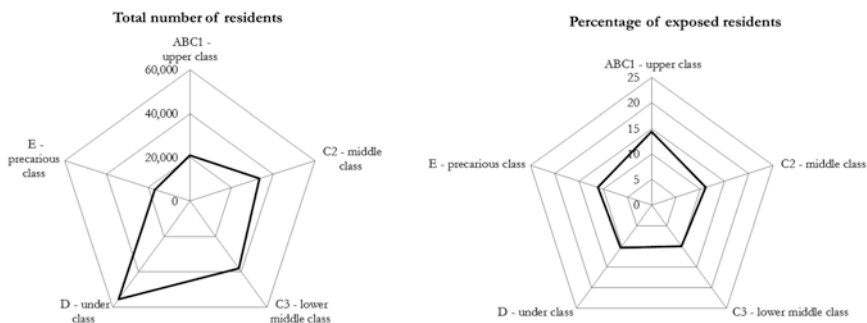 Total number of residents
ABC1 -
upper class
60,000
40,000
20,000
0
E -
precarious
class
C2 - middle
class
D - under
class
C3 - lower
middle class
Percentage of exposed residents
ABC1 - upper class
25
20
15
10
5
0
E - precarious class
C2 - middle class
D - under class
C3 - lower middle class